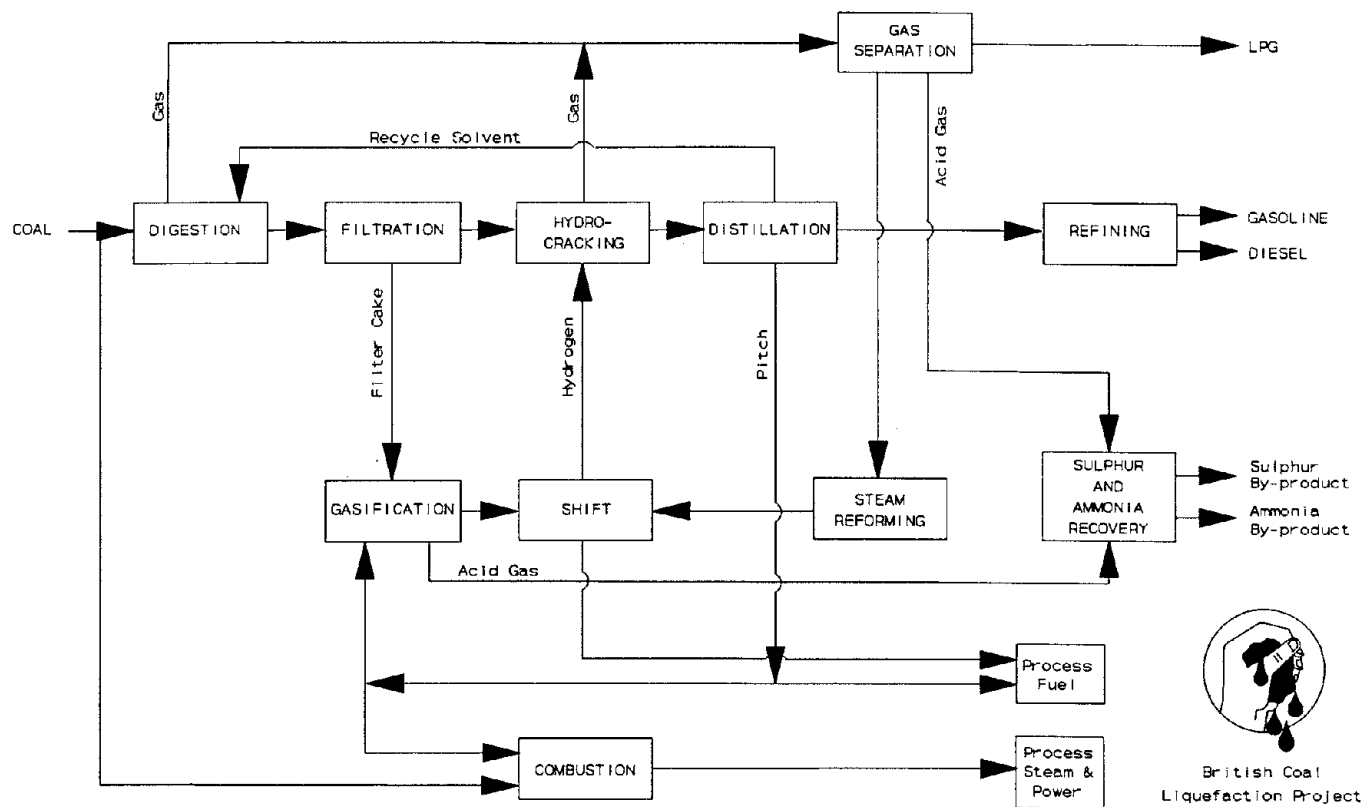 GAS
SEPARATION
LPG
Gas
Gas
Acid Gas
Recycle Solvent
COAL
DIGESTION
FILTRATION
HYDRO-
CRACKING
DISTILLATION
REFINING
GASOLINE
DIESEL
Filter Cake
Hydrogen
Pitch
GASIFICATION
SHIFT
STEAM
REFORMING
SULPHUR
AND
AMMONIA
RECOVERY
Sulphur
By-product
Ammonia
By-product
Acid Gas
Process
Fuel
COMBUSTION
Process
Steam &
Power
British Coal
Liquefaction Project